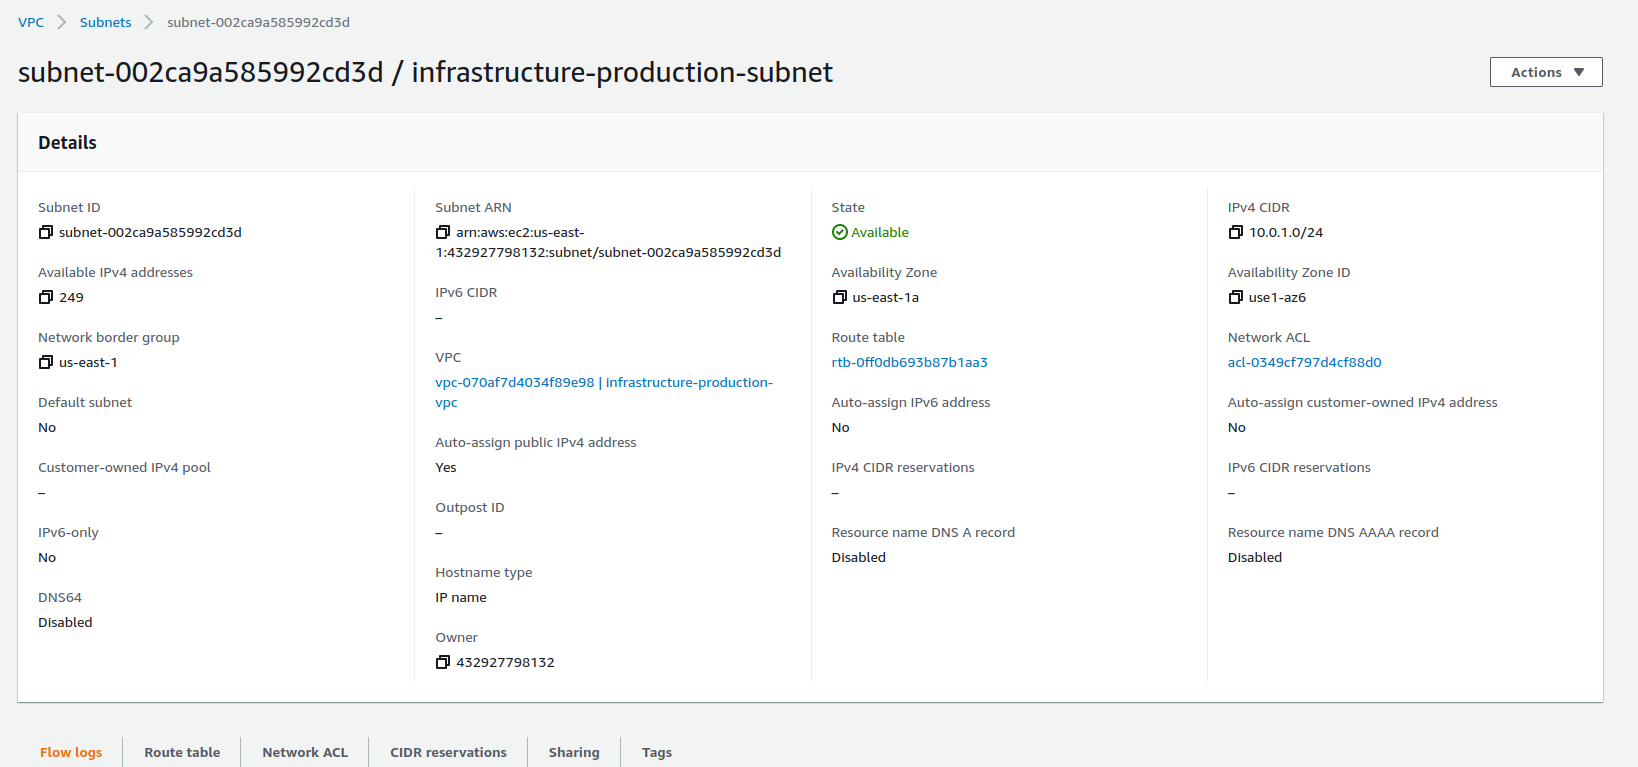 VPC > Subnets > subnet-002ca9a585992cd3d
subnet-002ca9a585992cd3d / infrastructure-production-subnet
Actions ▼
Details
Subnet ID
subnet-002ca9a585992cd3d
Available IPv4 addresses
249
Network border group
us-east-1
Default subnet
No
Customer-owned IPv4 pool
–
IPv6-only
No
DNS64
Disabled
Subnet ARN
arn:aws:ec2:us-east-
1:432927798132:subnet/subnet-002ca9a585992cd3d
IPv6 CIDR
–
VPC
vpc-070af7d4034f89e98 | infrastructure-production-
vpc
Auto-assign public IPv4 address
Yes
Outpost ID
–
Hostname type
IP name
Owner
432927798132
State
Available
Availability Zone
us-east-1a
Route table
rtb-0ff0db693b87b1aa3
Auto-assign IPv6 address
No
IPv4 CIDR reservations
–
Resource name DNS A record
Disabled
IPv4 CIDR
10.0.1.0/24
Availability Zone ID
use1-az6
Network ACL
acl-0349cf797d4cf88d0
Auto-assign customer-owned IPv4 address
No
IPv6 CIDR reservations
–
Resource name DNS AAAA record
Disabled
Flow logs
Route table
Network ACL
CIDR reservations
Sharing
Tags